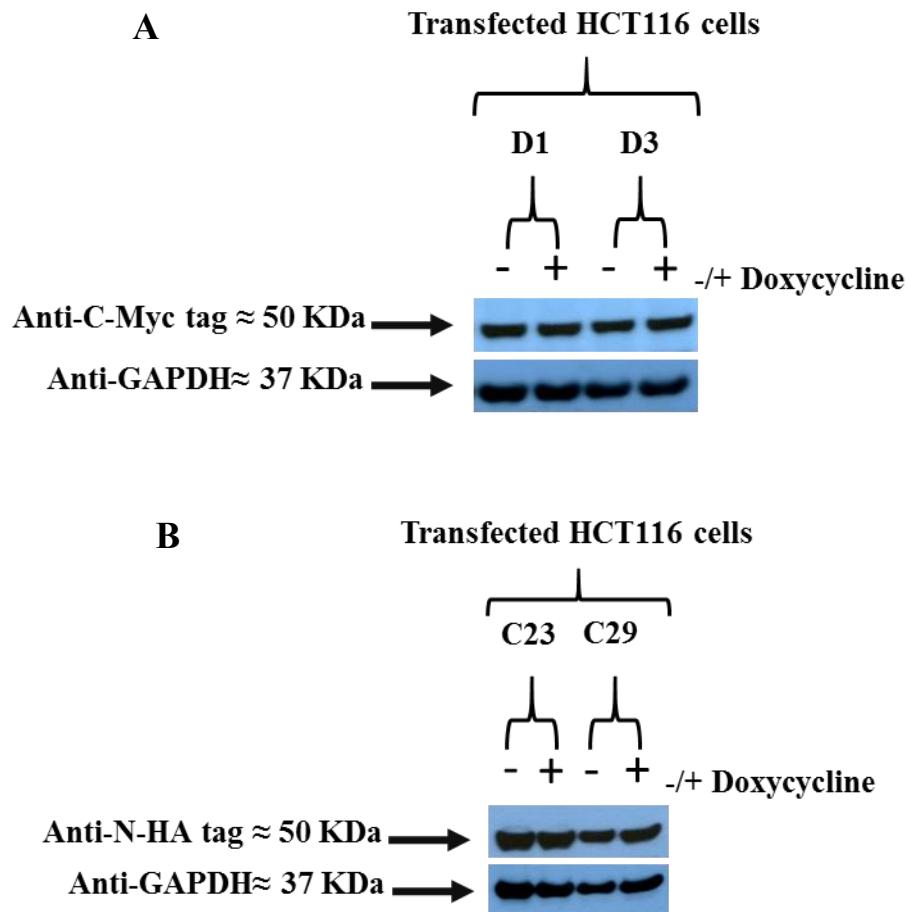 A
Transfected HCT116 cells
D1 D3
- + - + -/+ Doxycycline
Anti-C-Myc tag ≈ 50 KDa
Anti-GAPDH≈ 37 KDa
B
Transfected HCT116 cells
C23 C29
- + - + -/+ Doxycycline
Anti-N-HA tag ≈ 50 KDa
Anti-GAPDH≈ 37 KDa